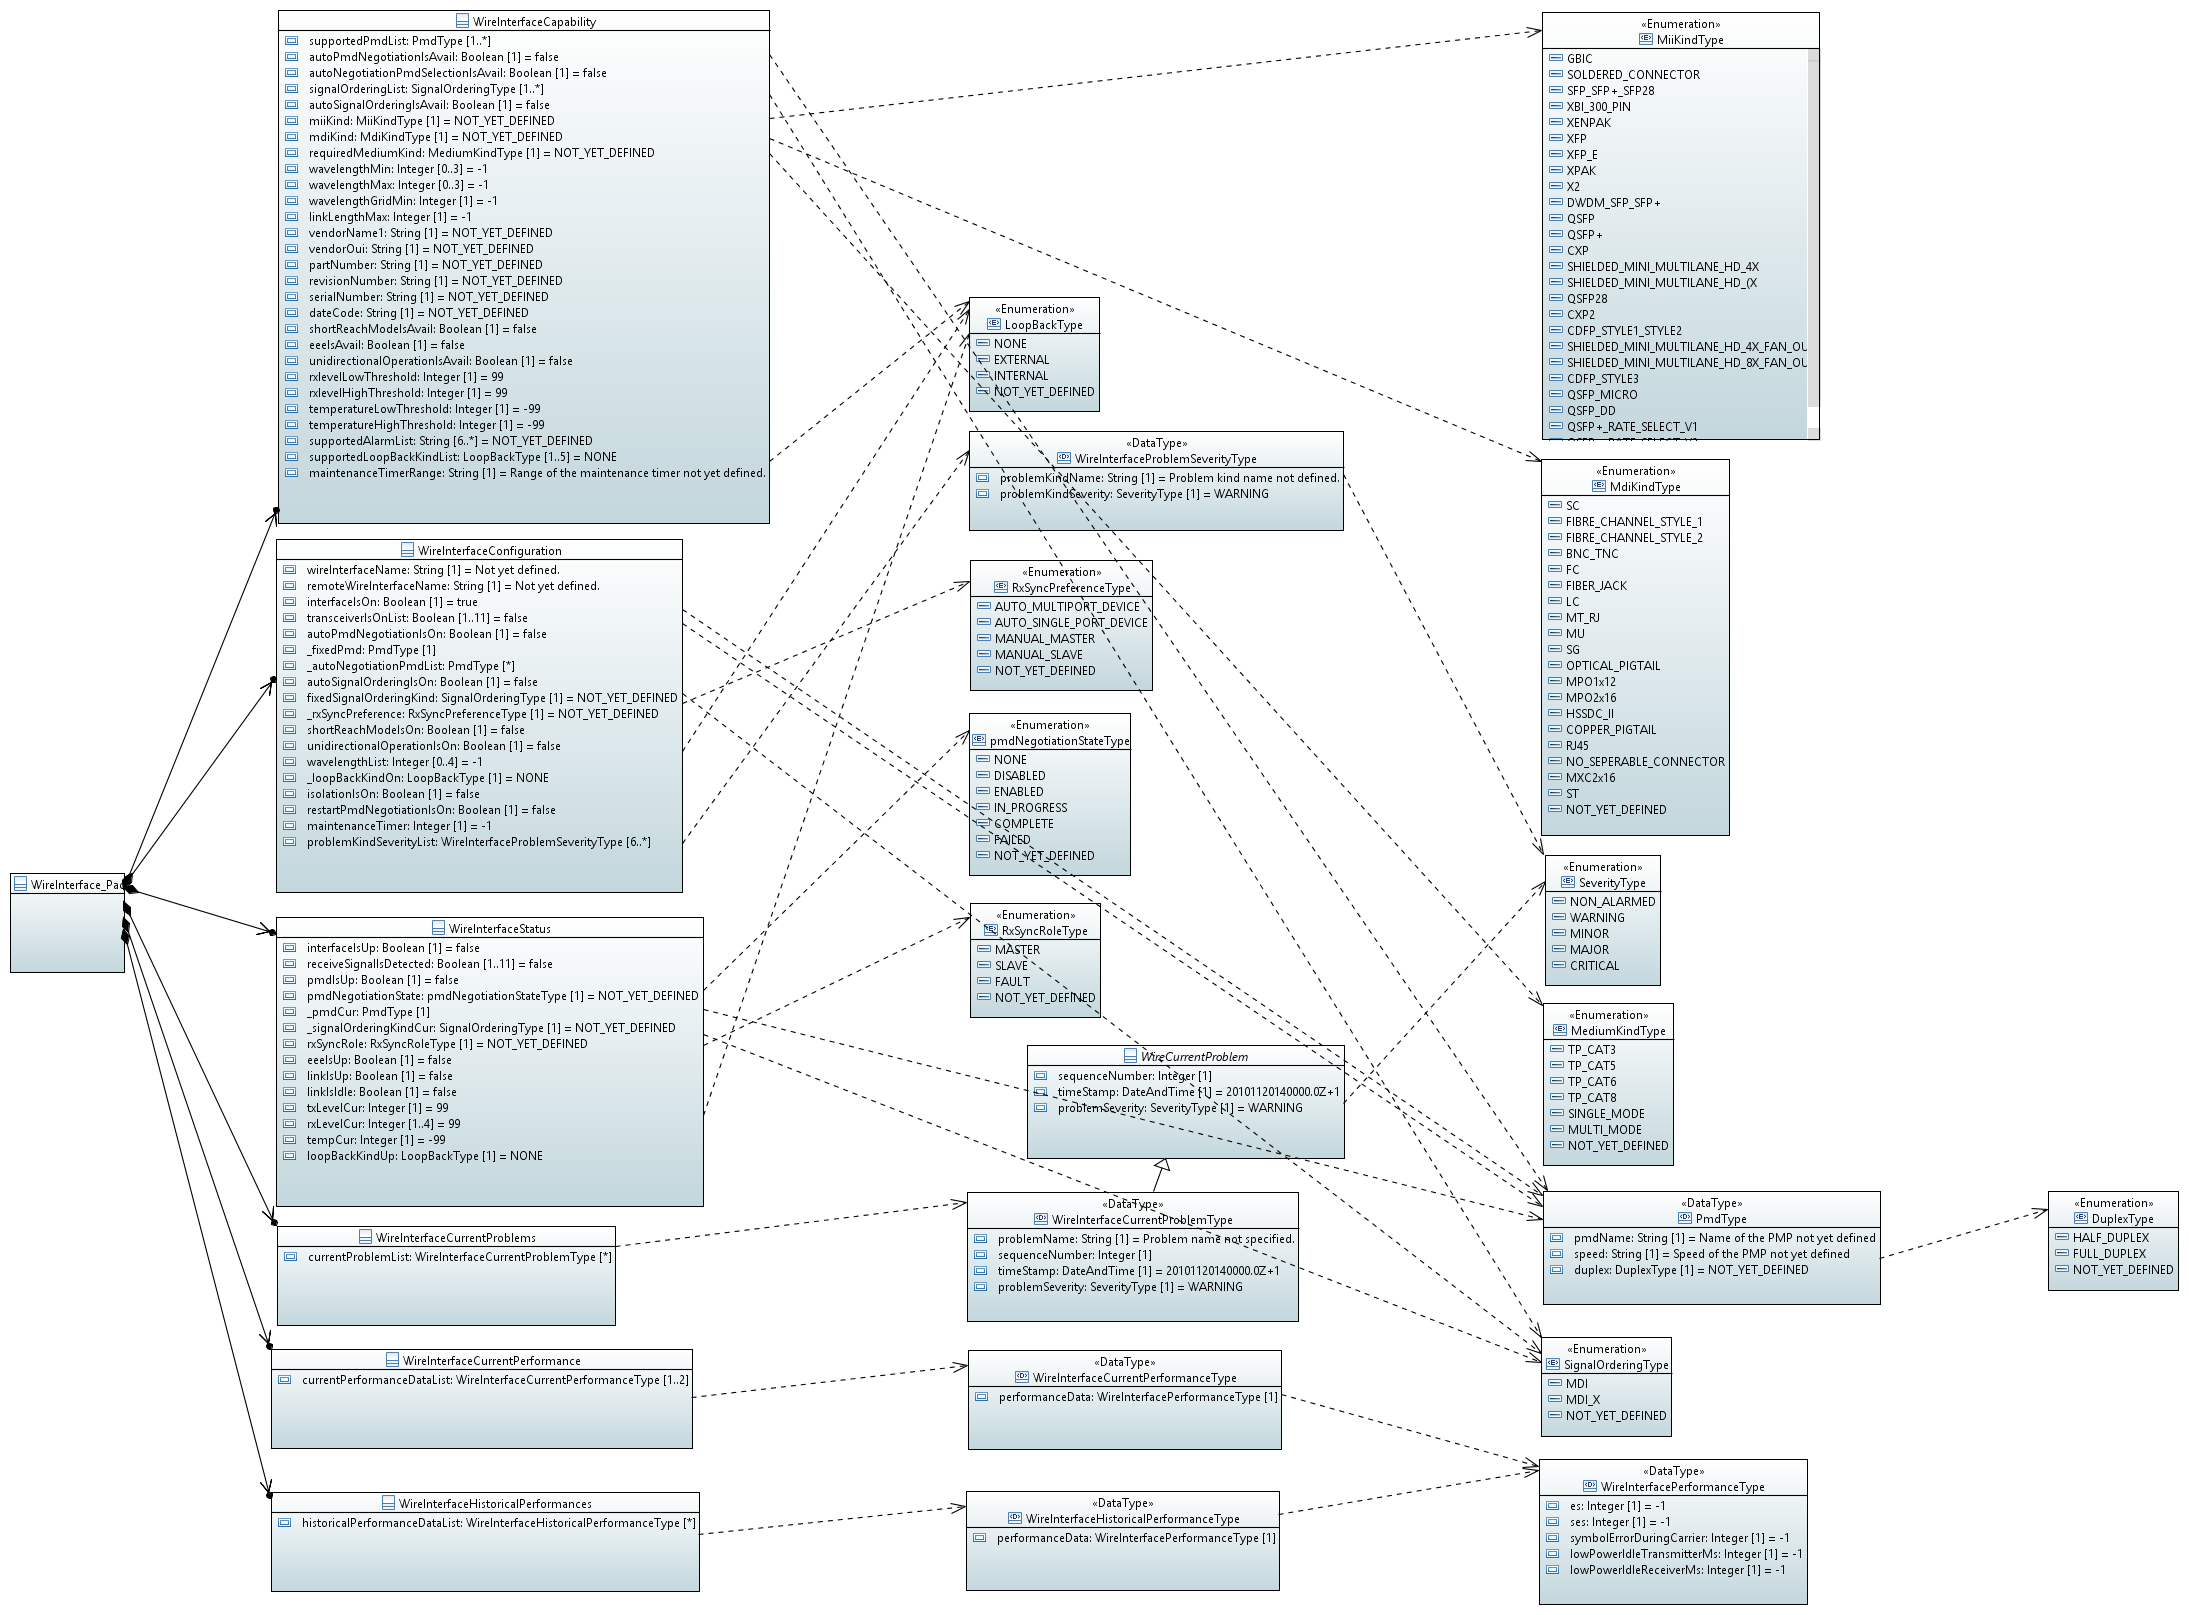 WireInterfaceCapability
supportedPmdList: PmdType [1..*]
autoPmdNegotiationIsAvail: Boolean [1] = false
autoNegotiationPmdSelectionIsAvail: Boolean [1] = false
signalOrderingList: SignalOrderingType [1..*]
autoSignalOrderingIsAvail: Boolean [1] = false
miiKind: MiiKindType [1] = NOT_YET_DEFINED
mdiKind: MdiKindType [1] = NOT_YET_DEFINED
requiredMediumKind: MediumKindType [1] = NOT_YET_DEFINED
wavelengthMin: Integer [0..3] = -1
wavelengthMax: Integer [0..3] = -1
wavelengthGridMin: Integer [1] = -1
linkLengthMax: Integer [1] = -1
vendorName1: String [1] = NOT_YET_DEFINED
vendorOui: String [1] = NOT_YET_DEFINED
partNumber: String [1] = NOT_YET_DEFINED
revisionNumber: String [1] = NOT_YET_DEFINED
serialNumber: String [1] = NOT_YET_DEFINED
dateCode: String [1] = NOT_YET_DEFINED
shortReachModeIsAvail: Boolean [1] = false
eeeIsAvail: Boolean [1] = false
unidirectionalOperationIsAvail: Boolean [1] = false
rxlevelLowThreshold: Integer [1] = 99
rxlevelHighThreshold: Integer [1] = 99
temperatureLowThreshold: Integer [1] = -99
temperatureHighThreshold: Integer [1] = -99
supportedAlarmList: String [6..*] = NOT_YET_DEFINED
supportedLoopBackKindList: LoopBackType [1..5] = NONE
maintenanceTimerRange: String [1] = Range of the maintenance timer not yet defined.
WireInterfaceConfiguration
wireInterfaceName: String [1] = Not yet defined.
remoteWireInterfaceName: String [1] = Not yet defined.
interfaceIsOn: Boolean [1] = true
transceiverIsOnList: Boolean [1..11] = false
autoPmdNegotiationIsOn: Boolean [1] = false
_fixedPmd: PmdType [1]
_autoNegotiationPmdList: PmdType [*]
autoSignalOrderingIsOn: Boolean [1] = false
fixedSignalOrderingKind: SignalOrderingType [1] = NOT_YET_DEFINED
_rxSyncPreference: RxSyncPreferenceType [1] = NOT_YET_DEFINED
shortReachModeIsOn: Boolean [1] = false
unidirectionalOperationIsOn: Boolean [1] = false
wavelengthList: Integer [0..4] = -1
_loopBackKindOn: LoopBackType [1] = NONE
isolationIsOn: Boolean [1] = false
restartPmdNegotiationIsOn: Boolean [1] = false
maintenanceTimer: Integer [1] = -1
problemKindSeverityList: WireInterfaceProblemSeverityType [6..*]
WireInterface_Pac
WireInterfaceStatus
interfaceIsUp: Boolean [1] = false
receiveSignalIsDetected: Boolean [1..11] = false
pmdIsUp: Boolean [1] = false
pmdNegotiationState: pmdNegotiationStateType [1] = NOT_YET_DEFINED
_pmdCur: PmdType [1]
_signalOrderingKindCur: SignalOrderingType [1] = NOT_YET_DEFINED
rxSyncRole: RxSyncRoleType [1] = NOT_YET_DEFINED
eeeIsUp: Boolean [1] = false
linkIsUp: Boolean [1] = false
linkIsIdle: Boolean [1] = false
txLevelCur: Integer [1] = 99
rxLevelCur: Integer [1..4] = 99
tempCur: Integer [1] = -99
loopBackKindUp: LoopBackType [1] = NONE
WireInterfaceCurrentProblems
currentProblemList: WireInterfaceCurrentProblemType [*]
WireInterfaceCurrentPerformance
currentPerformanceDataList: WireInterfaceCurrentPerformanceType [1..2]
WireInterfaceHistoricalPerformances
historicalPerformanceDataList: WireInterfaceHistoricalPerformanceType [*]
«Enumeration»
LoopBackType
NONE
EXTERNAL
INTERNAL
NOT_YET_DEFINED
«DataType»
WireInterfaceProblemSeverityType
problemKindName: String [1] = Problem kind name not defined.
problemKindSeverity: SeverityType [1] = WARNING
«Enumeration»
RxSyncPreferenceType
AUTO_MULTIPORT_DEVICE
AUTO_SINGLE_PORT_DEVICE
MANUAL_MASTER
MANUAL_SLAVE
NOT_YET_DEFINED
«Enumeration»
pmdNegotiationStateType
NONE
DISABLED
ENABLED
IN_PROGRESS
COMPLETE
FAILED
NOT_YET_DEFINED
«Enumeration»
RxSyncRoleType
MASTER
SLAVE
FAULT
NOT_YET_DEFINED
WireCurrentProblem
sequenceNumber: Integer [1]
timeStamp: DateAndTime [1] = 20101120140000.0Z+1
problemSeverity: SeverityType [1] = WARNING
«DataType»
WireInterfaceCurrentProblemType
problemName: String [1] = Problem name not specified.
sequenceNumber: Integer [1]
timeStamp: DateAndTime [1] = 20101120140000.0Z+1
problemSeverity: SeverityType [1] = WARNING
«DataType»
WireInterfaceCurrentPerformanceType
performanceData: WireInterfacePerformanceType [1]
«DataType»
WireInterfaceHistoricalPerformanceType
performanceData: WireInterfacePerformanceType [1]
«Enumeration»
MiiKindType
GBIC
SOLDERED_CONNECTOR
SFP_SFP+_SFP28
XBI_300_PIN
XENPAK
XFP
XFP_E
XPAK
X2
DWDM_SFP_SFP+
QSFP
QSFP+
CXP
SHIELDED_MINI_MULTILANE_HD_4X
SHIELDED_MINI_MULTILANE_HD_(X
QSFP28
CXP2
CDFP_STYLE1_STYLE2
SHIELDED_MINI_MULTILANE_HD_4X_FAN_OU
SHIELDED_MINI_MULTILANE_HD_8X_FAN_OU
CDFP_STYLE3
QSFP_MICRO
QSFP_DD
QSFP+_RATE_SELECT_V1
«Enumeration»
MdiKindType
SC
FIBRE_CHANNEL_STYLE_1
FIBRE_CHANNEL_STYLE_2
BNC_TNC
FC
FIBER_JACK
LC
MT_RJ
MU
SG
OPTICAL_PIGTAIL
MPO1x12
MPO2x16
HSSDC_II
COPPER_PIGTAIL
RJ45
NO_SEPERABLE_CONNECTOR
MXC2x16
ST
NOT_YET_DEFINED
«Enumeration»
SeverityType
NON_ALARMED
WARNING
MINOR
MAJOR
CRITICAL
«Enumeration»
MediumKindType
TP_CAT3
TP_CAT5
TP_CAT6
TP_CAT8
SINGLE_MODE
MULTI_MODE
NOT_YET_DEFINED
«DataType»
PmdType
pmdName: String [1] = Name of the PMP not yet defined
speed: String [1] = Speed of the PMP not yet defined
duplex: DuplexType [1] = NOT_YET_DEFINED
«Enumeration»
DuplexType
HALF_DUPLEX
FULL_DUPLEX
NOT_YET_DEFINED
«Enumeration»
SignalOrderingType
MDI
MDI_X
NOT_YET_DEFINED
«DataType»
WireInterfacePerformanceType
es: Integer [1] = -1
ses: Integer [1] = -1
symbolErrorDuringCarrier: Integer [1] = -1
lowPowerIdleTransmitterMs: Integer [1] = -1
lowPowerIdleReceiverMs: Integer [1] = -1